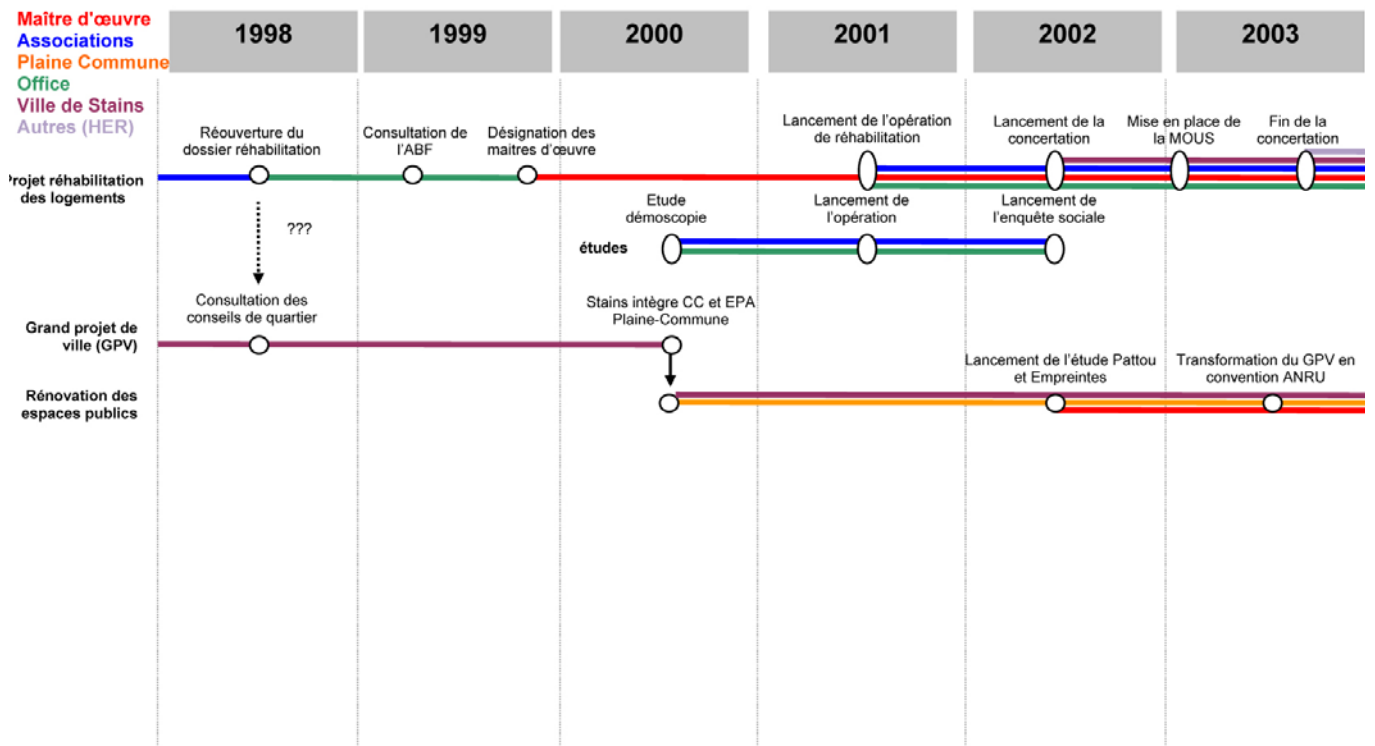 Maître d'œuvre
Associations
Plaine Commune
Office
Ville de Stains
Autres (HER)
1998
1999
2000
2001
2002
2003
Réouverture du
dossier réhabilitation
Consultation de
l'ABF
Désignation des
maitres d'œuvre
Lancement de l'opération
de réhabilitation
Lancement de la
concertation
Mise en place de
la MOUS
Fin de la
concertation
Projet réhabilitation
des logements
???
Etude
démoscopie
Lancement de
l'opération
Lancement de
l'enquête sociale
études
Consultation des
conseils de quartier
Stains intègre CC et EPA
Plaine-Commune
Grand projet de
ville (GPV)
Lancement de l'étude Pattou
et Empreintes
Transformation du GPV en
convention ANRU
Rénovation des
espaces publics